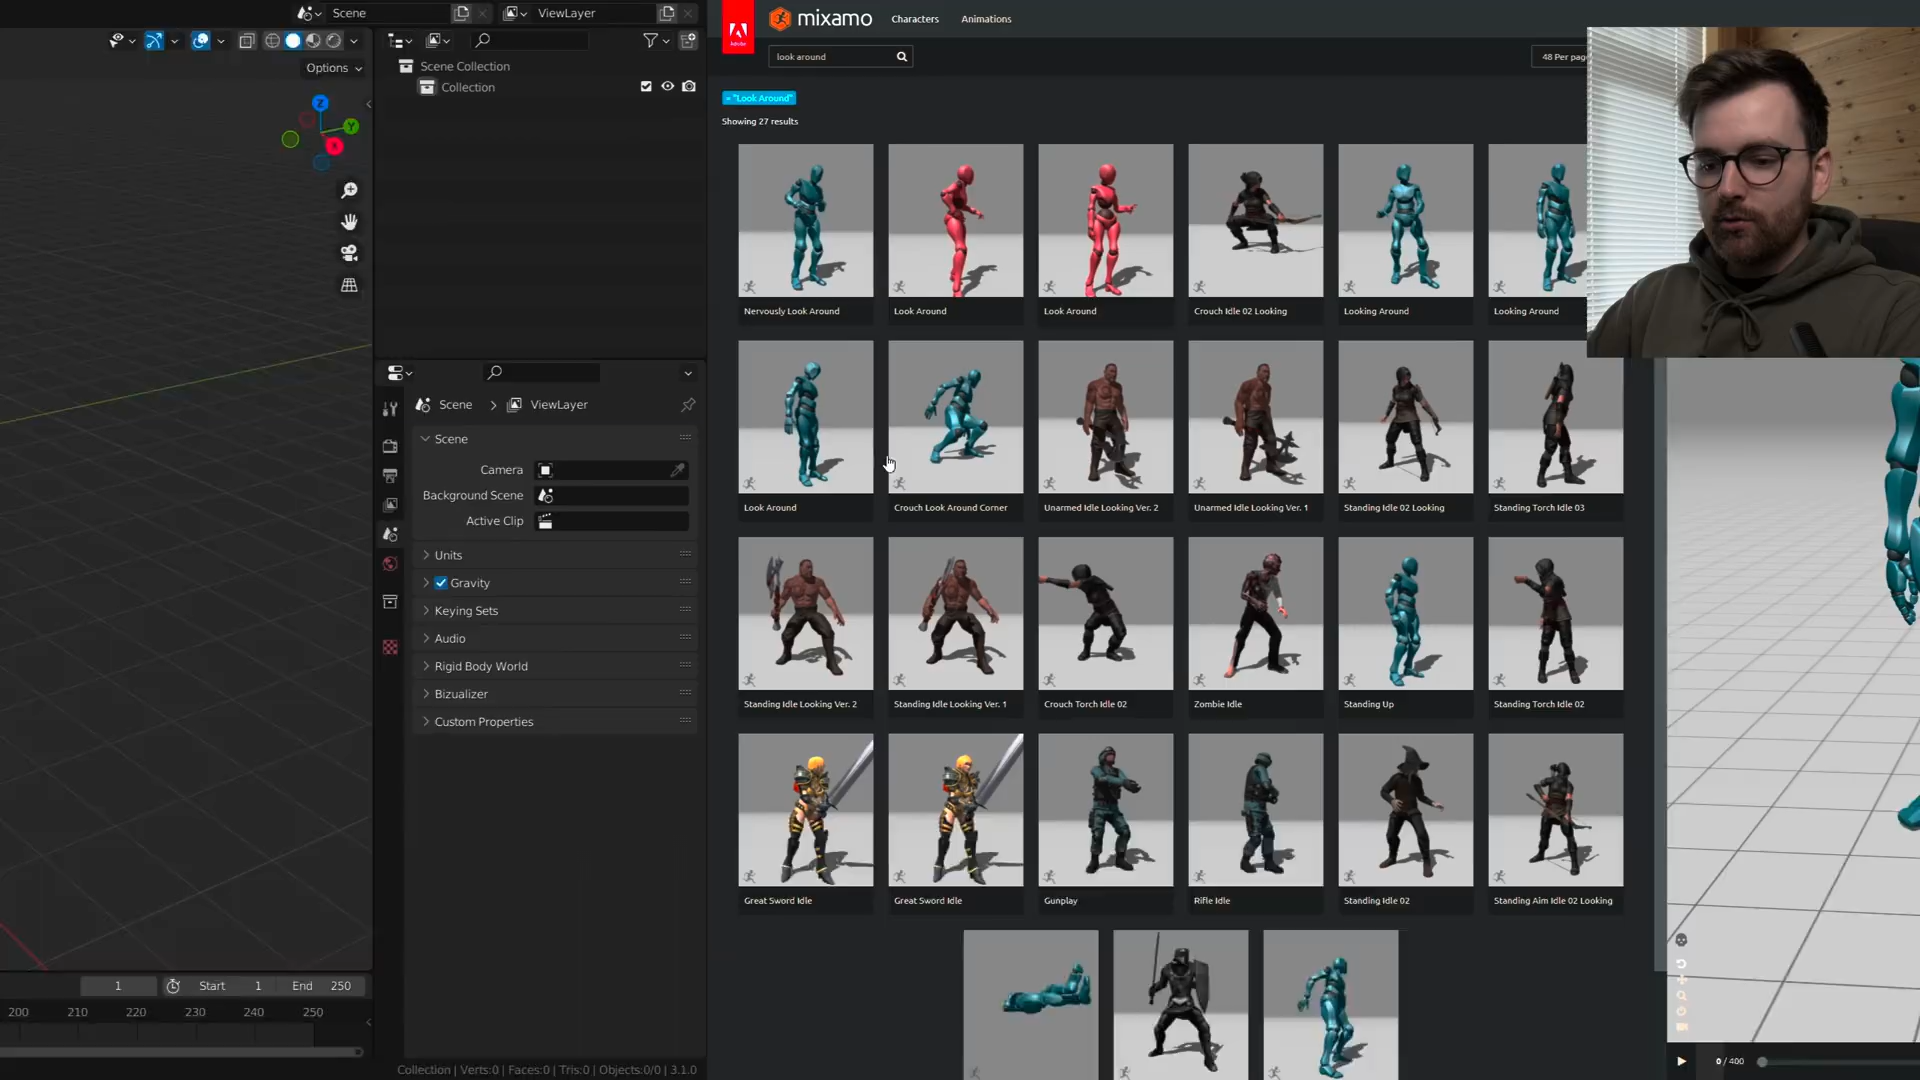 Scene
ViewLayer
Options
Scene Collection
Collection
Scene > ViewLayer
Scene
Camera
Background Scene
Active Clip
Units
Gravity
Keying Sets
Audio
Rigid Body World
Bizualizer
Custom Properties
Z
Y
X
1 Start 1 End 250
200 210 220 230 240 250
Collection | Verts:0 | Faces:0 | Tris:0 | Objects:0/0 | 3.1.0
Adobe
mixamo Characters Animations
look around
48 Per page
"Look Around"
Showing 27 results
Nervously Look Around
Look Around
Look Around
Crouch Idle 02 Looking
Looking Around
Looking Around
Look Around
Crouch Look Around Corner
Unarmed Idle Looking Ver. 2
Unarmed Idle Looking Ver. 1
Standing Idle 02 Looking
Standing Torch Idle 03
Standing Idle Looking Ver. 2
Standing Idle Looking Ver. 1
Crouch Torch Idle 02
Zombie Idle
Standing Up
Standing Torch Idle 02
Great Sword Idle
Great Sword Idle
Gunplay
Rifle Idle
Standing Idle 02
Standing Aim Idle 02 Looking
0 / 400